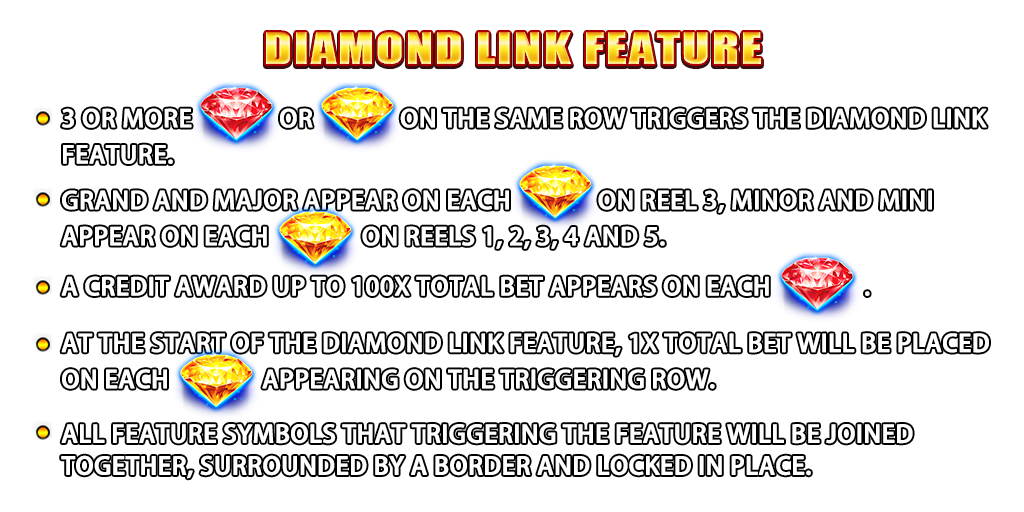 DIAMOND LINK FEATURE
3 OR MORE OR ON THE SAME ROW TRIGGERS THE DIAMOND LINK
FEATURE.
GRAND AND MAJOR APPEAR ON EACH ON REEL 3, MINOR AND MINI
APPEAR ON EACH ON REELS 1, 2, 3, 4 AND 5.
A CREDIT AWARD UP TO 100X TOTAL BET APPEARS ON EACH .
AT THE START OF THE DIAMOND LINK FEATURE, 1X TOTAL BET WILL BE PLACED
ON EACH APPEARING ON THE TRIGGERING ROW.
ALL FEATURE SYMBOLS THAT TRIGGERING THE FEATURE WILL BE JOINED
TOGETHER, SURROUNDED BY A BORDER AND LOCKED IN PLACE.